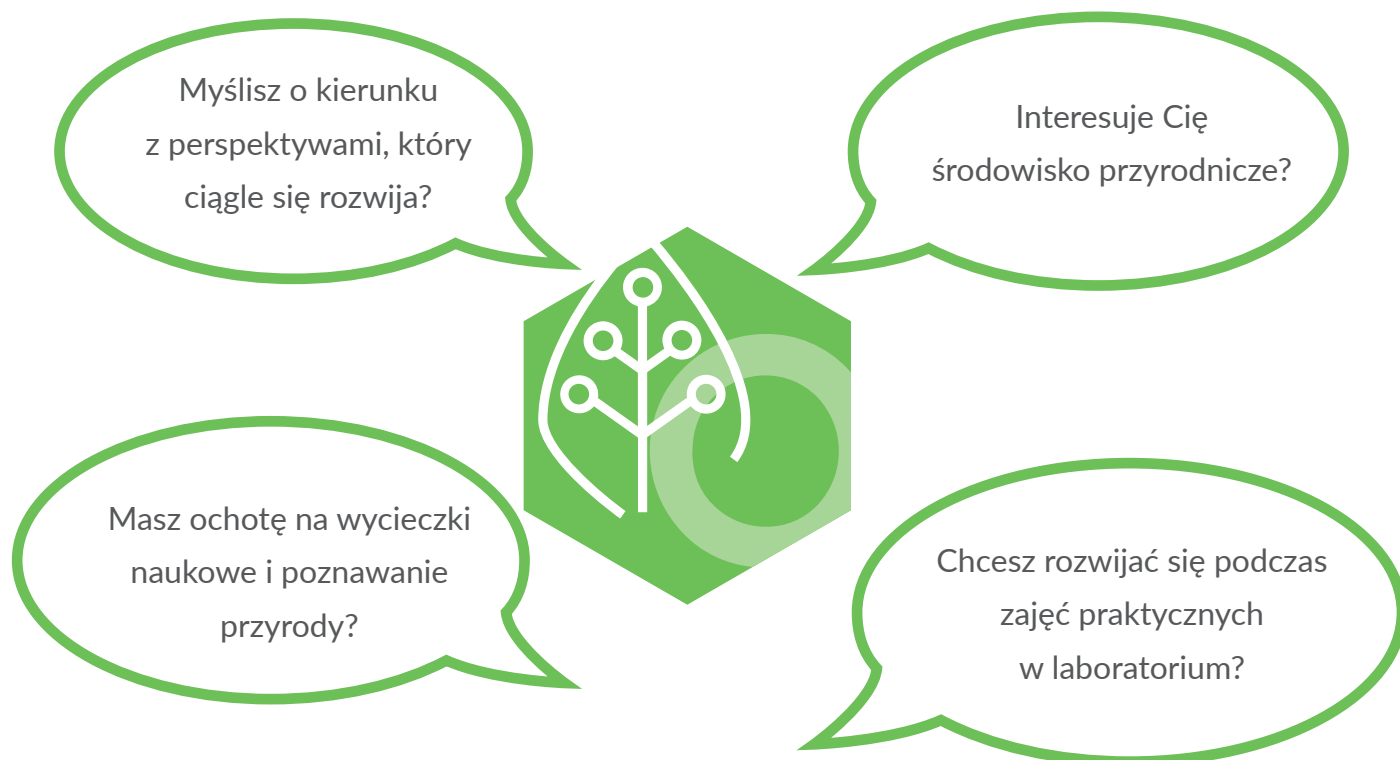 Myślisz o kierunku
z perspektywami, który
ciągle się rozwija?
Interesuje Cię
środowisko przyrodnicze?
Masz ochotę na wycieczki
naukowe i poznawanie
przyrody?
Chcesz rozwijać się podczas
zajęć praktycznych
w laboratorium?